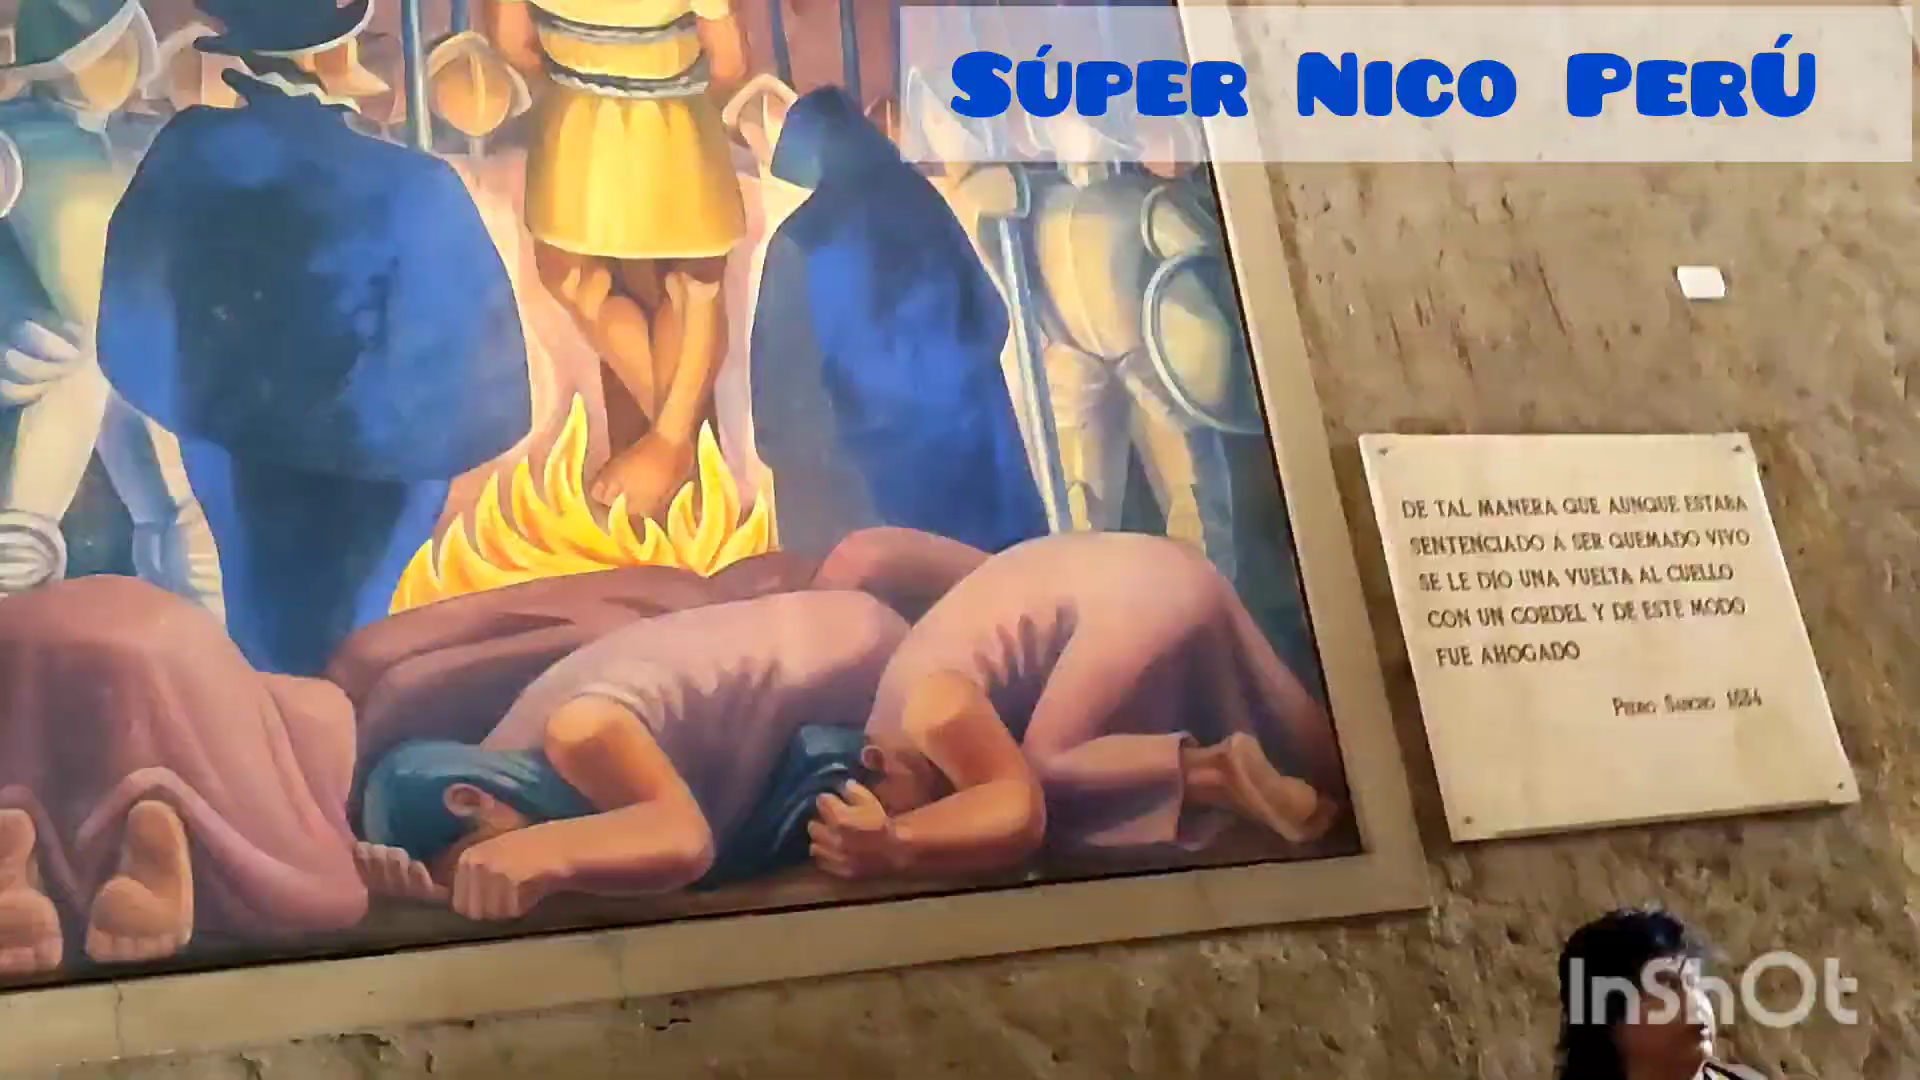 SÚPER NICO PERÚ
DE TAL MANERA QUE AUNQUE ESTABA
SENTENCIADO A SER QUEMADO VIVO
SE LE DIO UNA VUELTA AL CUELLO
CON UN CORDEL Y DE ESTE MODO
FUE AHOGADO
PEDRO SANCHO
InShOt